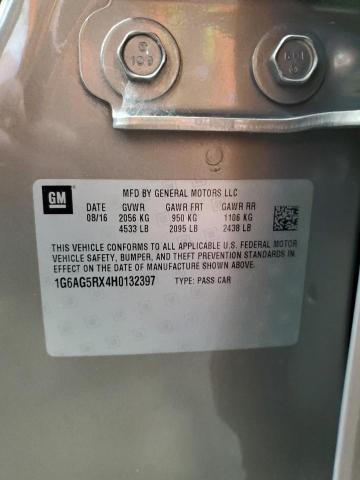 GM
MFD BY GENERAL MOTORS LLC
DATE GVWR GAWR FRT GAWR RR
08/16 2056 KG 950 KG 1106 KG
4533 LB 2095 LB 2438 LB
THIS VEHICLE CONFORMS TO ALL APPLICABLE U.S. FEDERAL MOTOR
VEHICLE SAFETY, BUMPER, AND THEFT PREVENTION STANDARDS IN
EFFECT ON THE DATE OF MANUFACTURE SHOWN ABOVE.
1G6AG5RX4H0132397 TYPE: PASS CAR